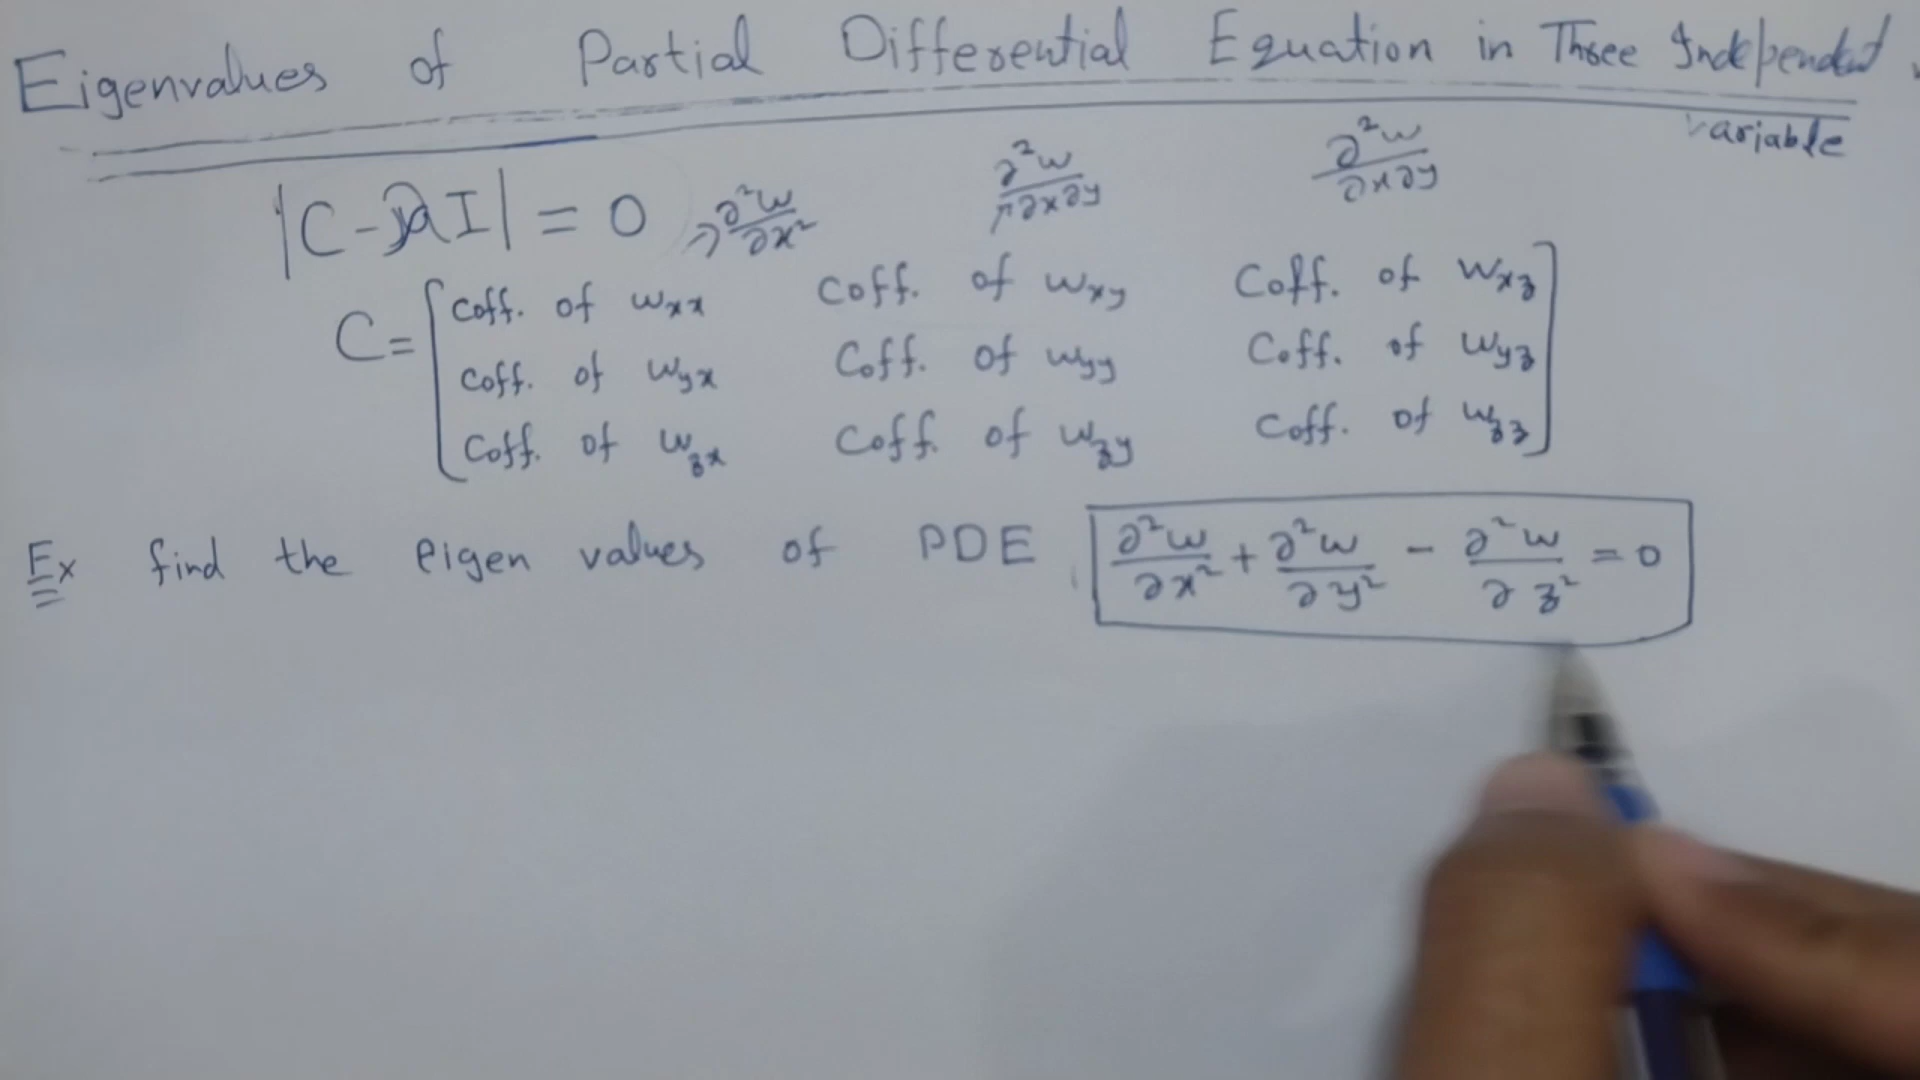 Eigenvalues of Partial Differential Equation in Three Independent
variable
|C-λI| = 0 → ∂²w/∂x² ∂²w/∂x∂y ∂²w/∂x∂y
C= [coff. of wxx Coff. of wxy Coff. of wxz]
coff. of wyx Coff. of wyy Coff. of wyz
Coff. of wzx Coff. of wzy Coff. of wzz
Ex find the eigen values of PDE ∂²w/∂x² + ∂²w/∂y² - ∂²w/∂z² = 0